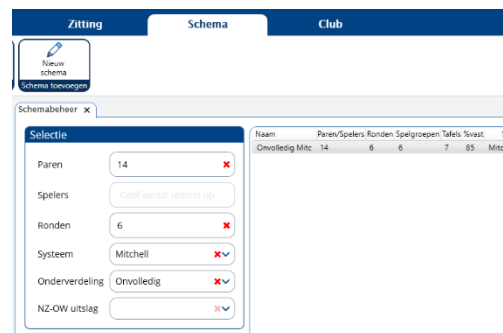 Zitting Schema Club
Nieuw
schema
Schema toevoegen
Schemabeheer x
Selectie
Paren 14
Spelers Geef aantal spelers op
Ronden 6
Systeem Mitchell
Onderverdeling Onvolledig
NZ-OW uitslag
Naam Paren/Spelers Ronden Spelgroepen Tafels %vast
Onvolledig Mitc 14 6 6 7 85 Mitc